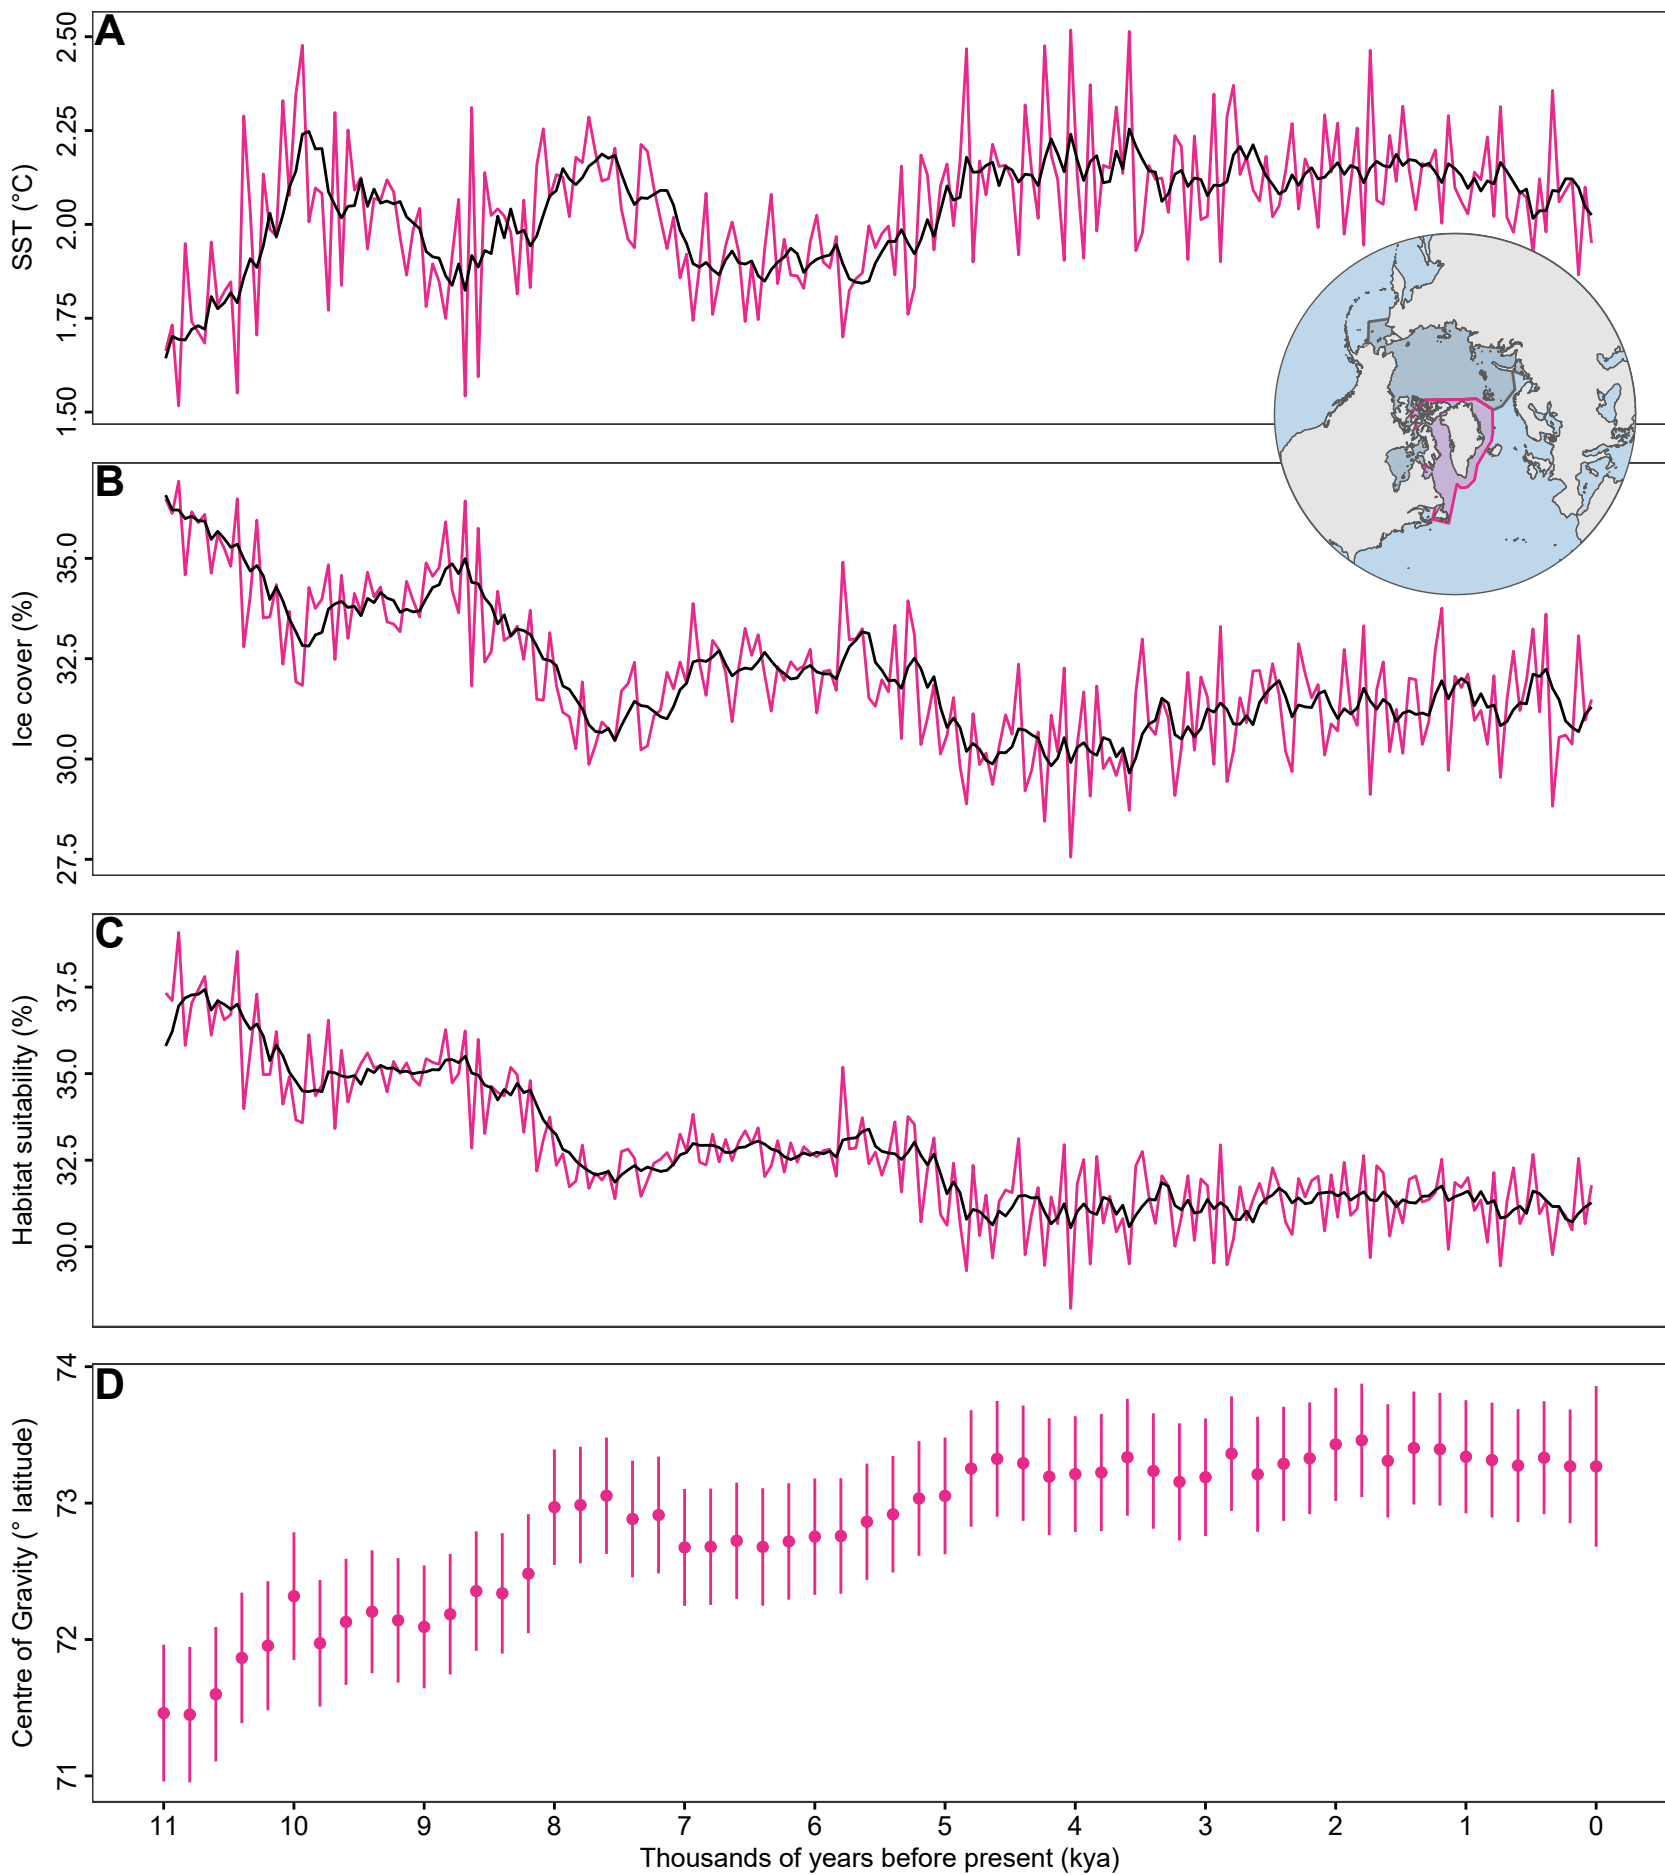 A
SST (°C)
2.50
2.25
2.00
1.75
1.50
B
Ice cover (%)
35.0
32.5
30.0
27.5
C
Habitat suitability (%)
37.5
35.0
32.5
30.0
D
Centre of Gravity (° latitude)
74
73
72
71
11 10 9 8 7 6 5 4 3 2 1 0
Thousands of years before present (kya)